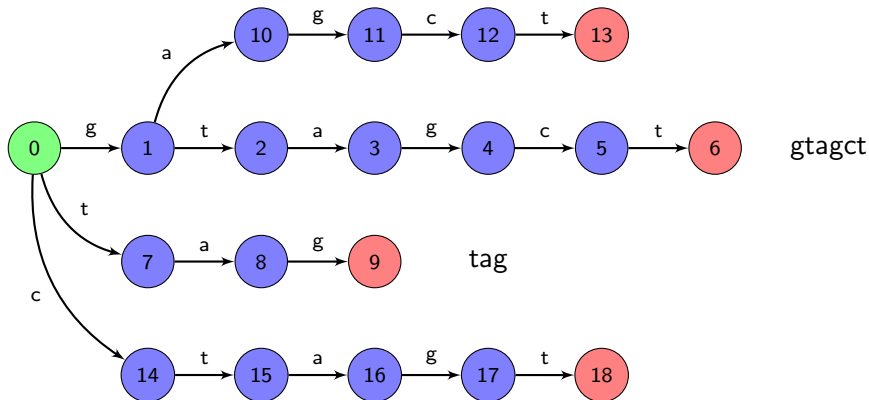 g c t
10 11 12 13
a
g t a g c t
0 1 2 3 4 5 6 gtagct
t a g
7 8 9 tag
c
t a g t
14 15 16 17 18